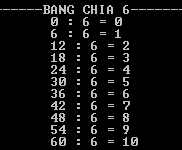 ------BANG CHIA 6------
0 : 6 = 0
6 : 6 = 1
12 : 6 = 2
18 : 6 = 3
24 : 6 = 4
30 : 6 = 5
36 : 6 = 6
42 : 6 = 7
48 : 6 = 8
54 : 6 = 9
60 : 6 = 10